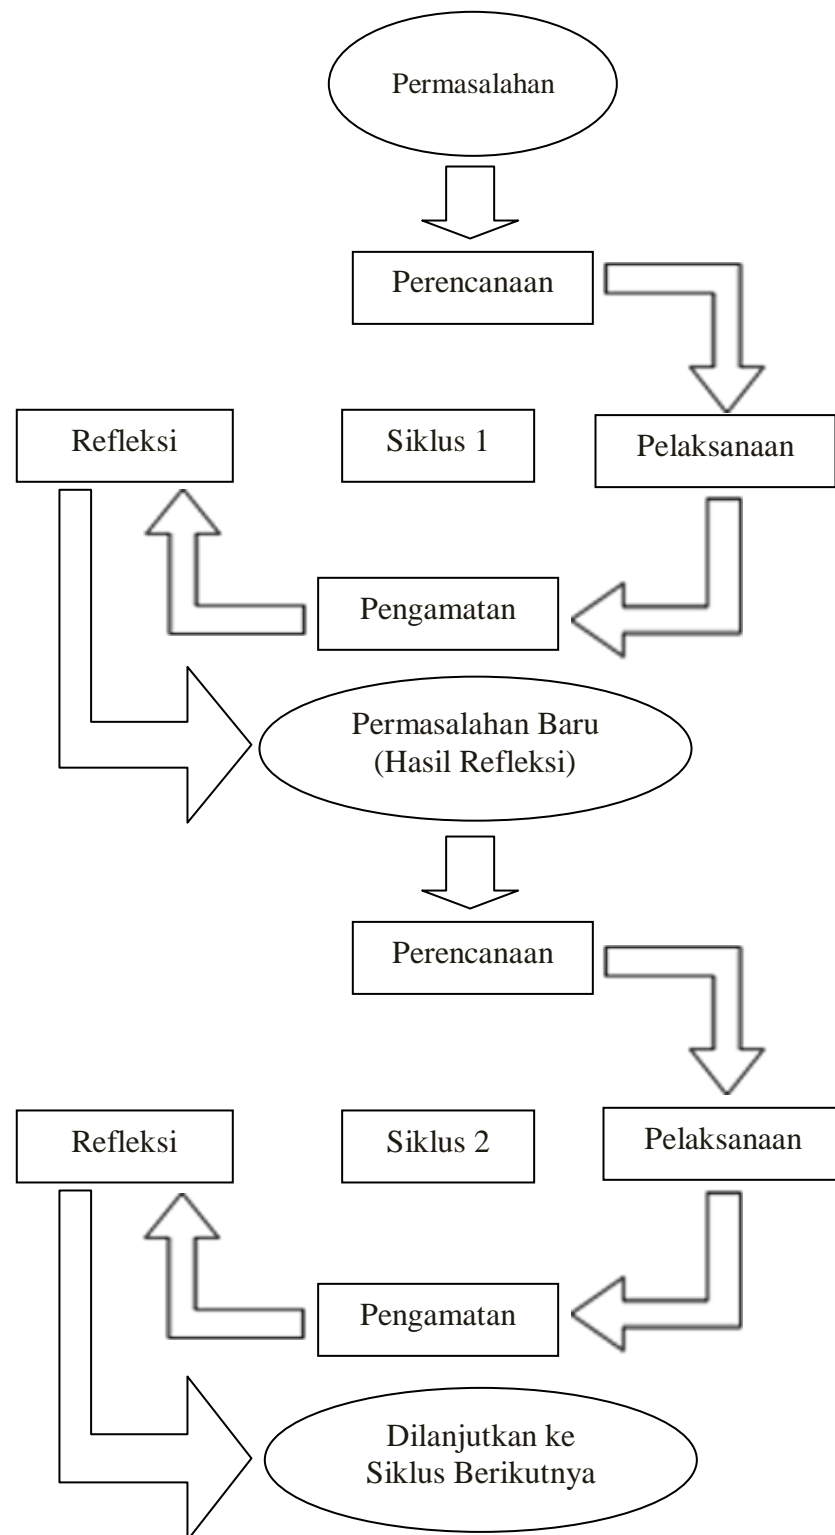 Permasalahan
Perencanaan
Refleksi
Siklus 1
Pelaksanaan
Pengamatan
Permasalahan Baru
(Hasil Refleksi)
Perencanaan
Refleksi
Siklus 2
Pelaksanaan
Pengamatan
Dilanjutkan ke
Siklus Berikutnya